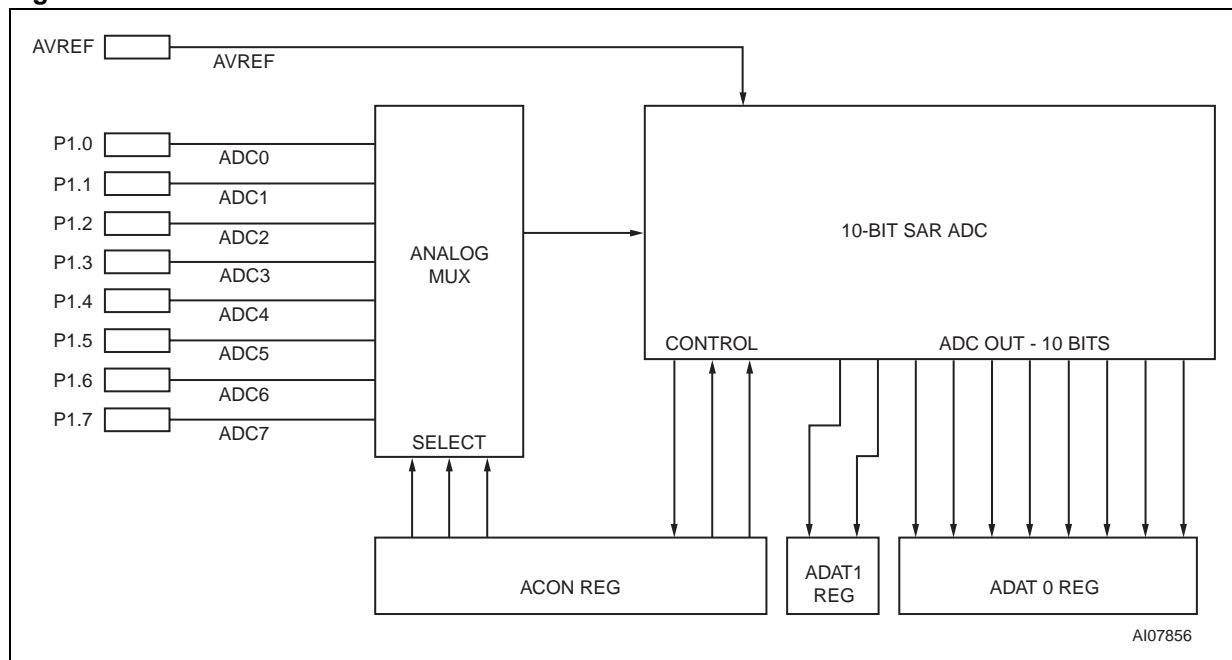 AVREF
AVREF
P1.0
ADC0
P1.1
ADC1
P1.2
ADC2
P1.3
ADC3
P1.4
ADC4
P1.5
ADC5
P1.6
ADC6
P1.7
ADC7
ANALOG
MUX
SELECT
10-BIT SAR ADC
CONTROL
ADC OUT - 10 BITS
ACON REG
ADAT1
REG
ADAT 0 REG
AI07856